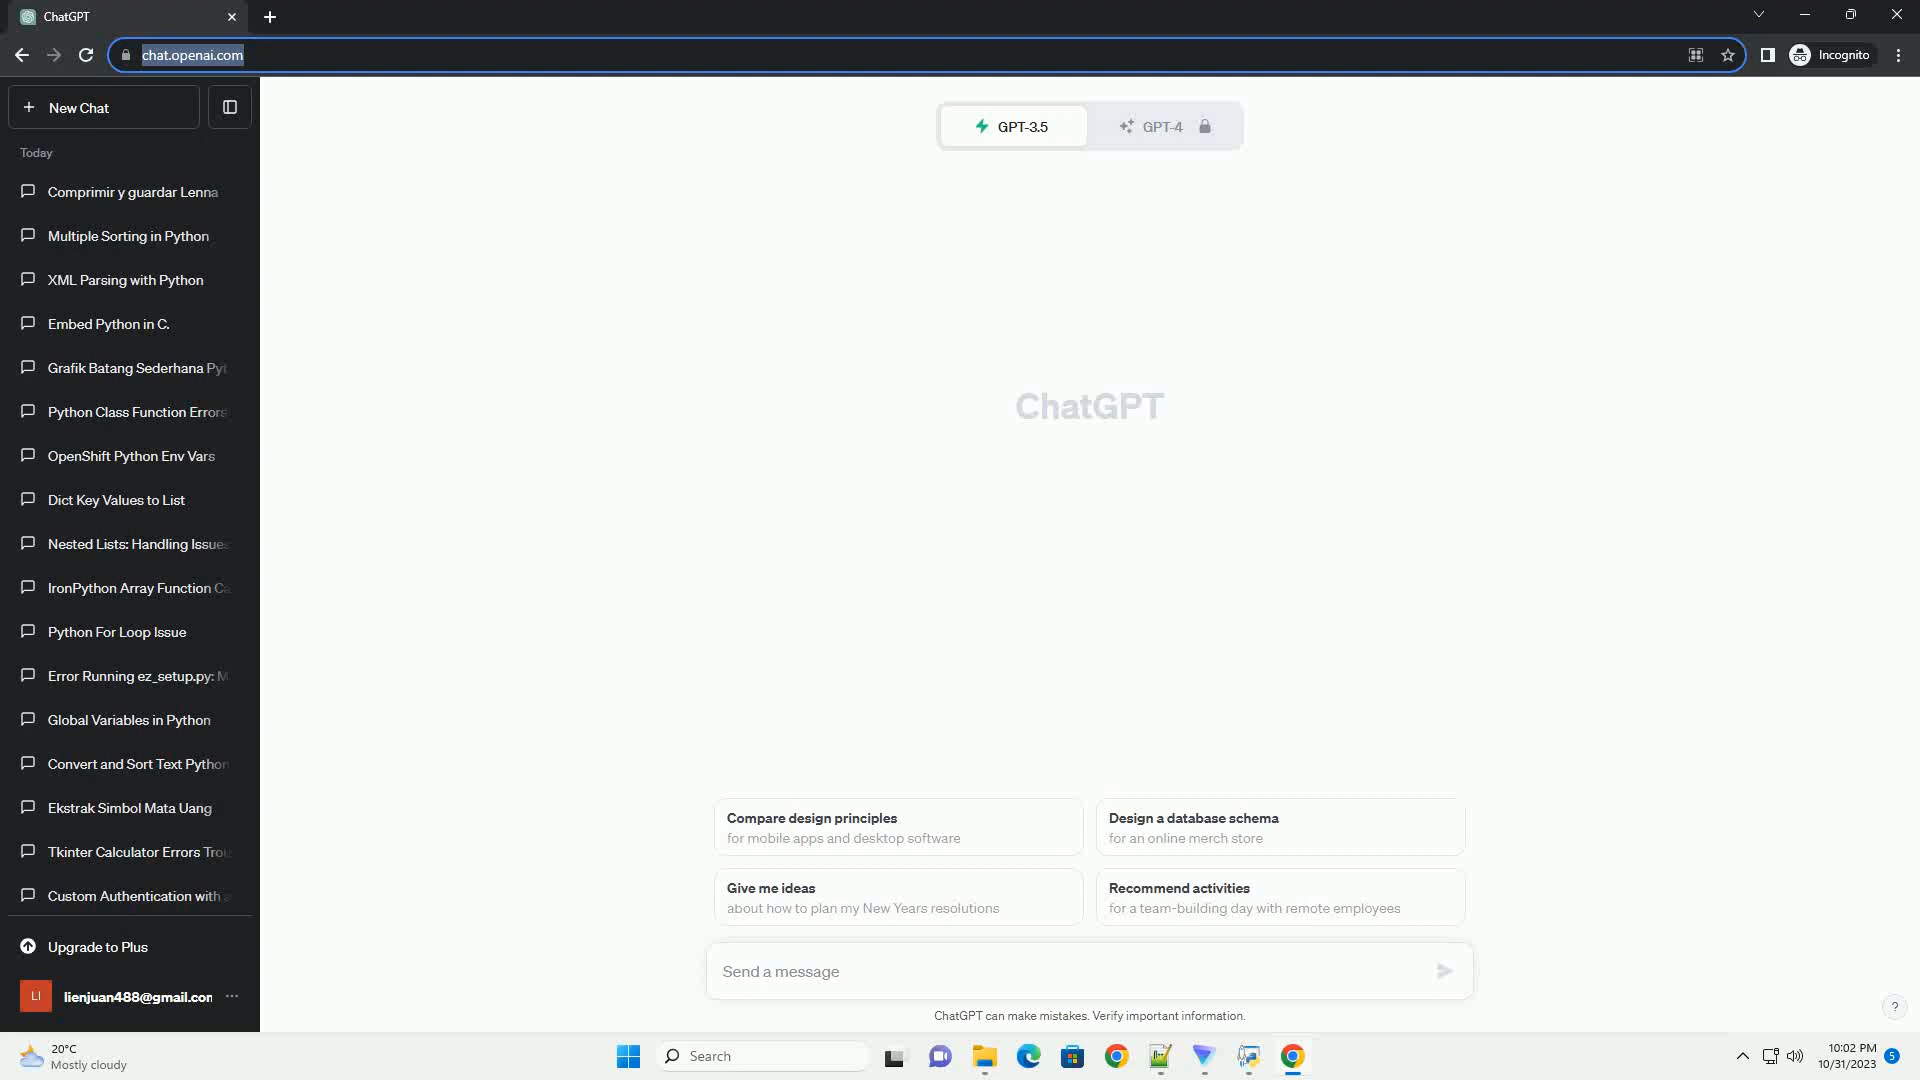 ChatGPT
chat.openai.com
Incognito
New Chat
GPT-3.5
GPT-4
Today
Comprimir y guardar Lenna
Multiple Sorting in Python
XML Parsing with Python
Embed Python in C.
Grafik Batang Sederhana Pyt
Python Class Function Errors
OpenShift Python Env Vars
Dict Key Values to List
Nested Lists: Handling Issues
IronPython Array Function Ca
Python For Loop Issue
Error Running ez_setup.py: M
Global Variables in Python
Convert and Sort Text Python
Ekstrak Simbol Mata Uang
Tkinter Calculator Errors Trou
Custom Authentication with a
Upgrade to Plus
LI
lienjuan488@gmail.com
ChatGPT
Compare design principles
for mobile apps and desktop software
Design a database schema
for an online merch store
Give me ideas
about how to plan my New Years resolutions
Recommend activities
for a team-building day with remote employees
Send a message
ChatGPT can make mistakes. Verify important information.
?
20°C
Mostly cloudy
Search
10:02 PM
10/31/2023
5